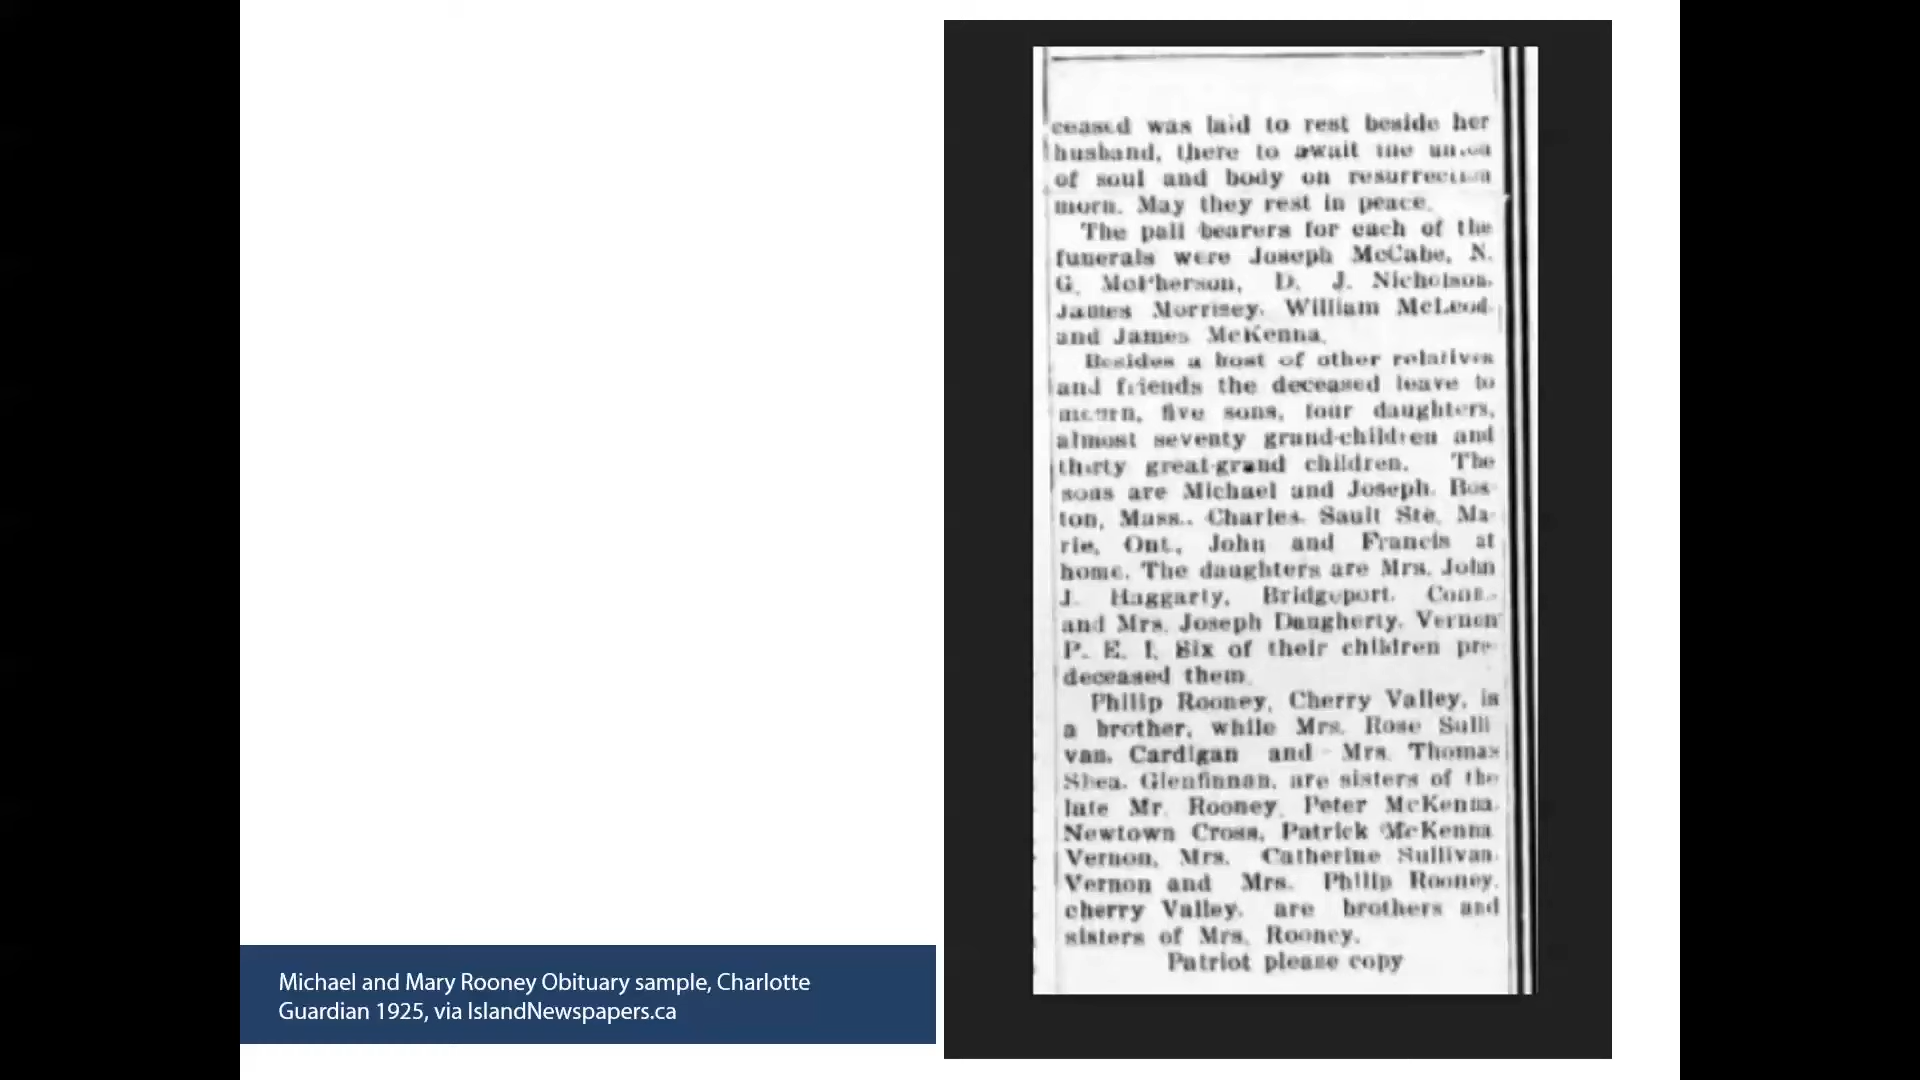 ceased was laid to rest beside her
husband, there to await the
of soul and body on
morn. May they rest in peace.
The pall bearers for each of the
funerals were Joseph McCabe, N.
G. McPherson, D. J. Nicholson,
James Morrisey, William McLeod
and James McKenna.
Besides a host of other relatives
and friends the deceased leave to
mourn, five sons, four daughters,
almost seventy grand-children and
thirty great-grand children. The
sons are Michael and Joseph, Bos-
ton, Mass., Charles, Sault Ste. Ma-
rie, Ont., John and Francis at
home. The daughters are Mrs. John
J. Haggarty, Bridgeport, Conn.,
and Mrs. Joseph Daugherty, Vernon
P. E. I. Six of their children pre-
deceased them.
Philip Rooney, Cherry Valley, is
a brother, while Mrs. Rose Sulli
van, Cardigan and Mrs. Thomas
Shea, Glenfinnan, are sisters of the
late Mr. Rooney. Peter McKenna
Newtown Cross, Patrick McKenna
Vernon, Mrs. Catherine Sullivan,
Vernon and Mrs. Philip Rooney,
cherry Valley, are brothers and
sisters of Mrs. Rooney.
Patriot please copy
Michael and Mary Rooney Obituary sample, Charlotte
Guardian 1925, via IslandNewspapers.ca